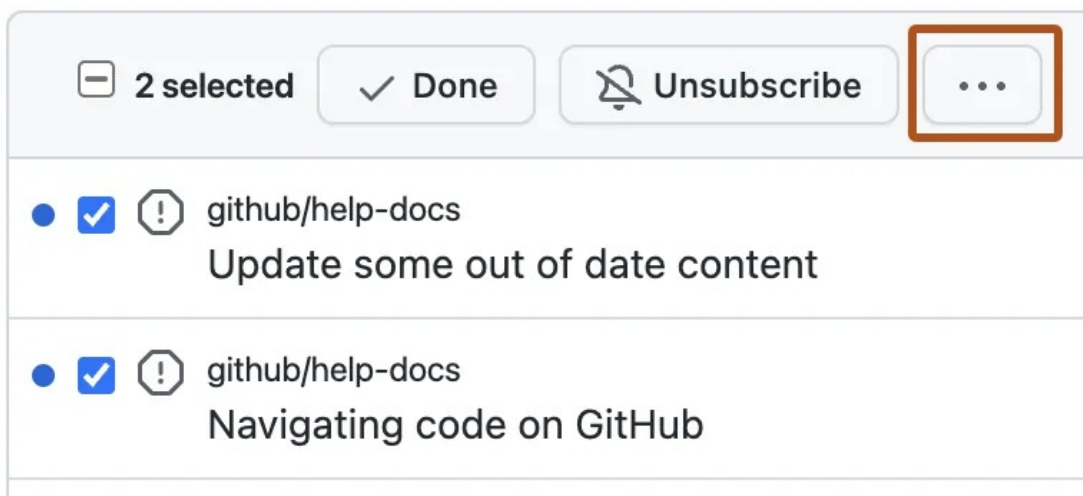 2 selected Done Unsubscribe ...
github/help-docs
Update some out of date content
github/help-docs
Navigating code on GitHub